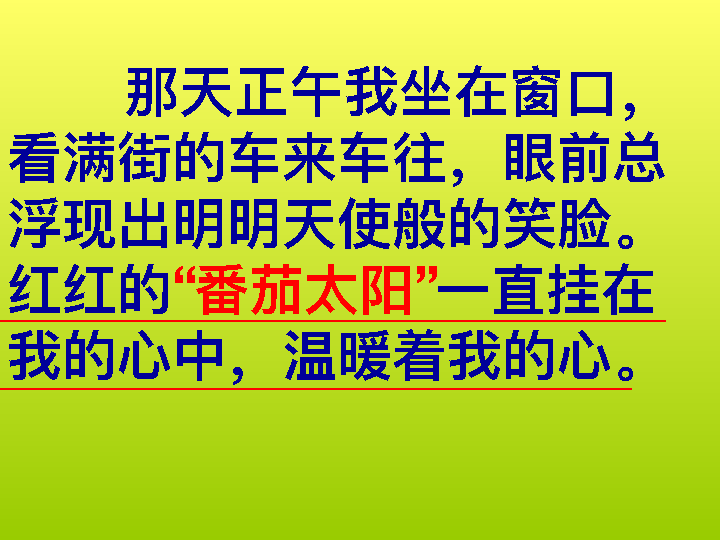 那天正午我坐在窗口，
看满街的车来车往，眼前总
浮现出明明天使般的笑脸。
红红的“番茄太阳”一直挂在
我的心中，温暖着我的心。